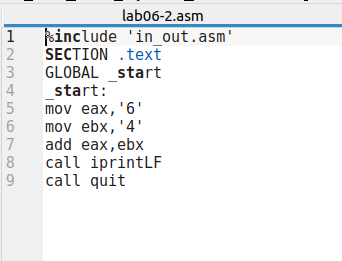 lab06-2.asm
1 %include 'in_out.asm'
2 SECTION .text
3 GLOBAL _start
4 _start:
5 mov eax,'6'
6 mov ebx,'4'
7 add eax,ebx
8 call iprintLF
9 call quit